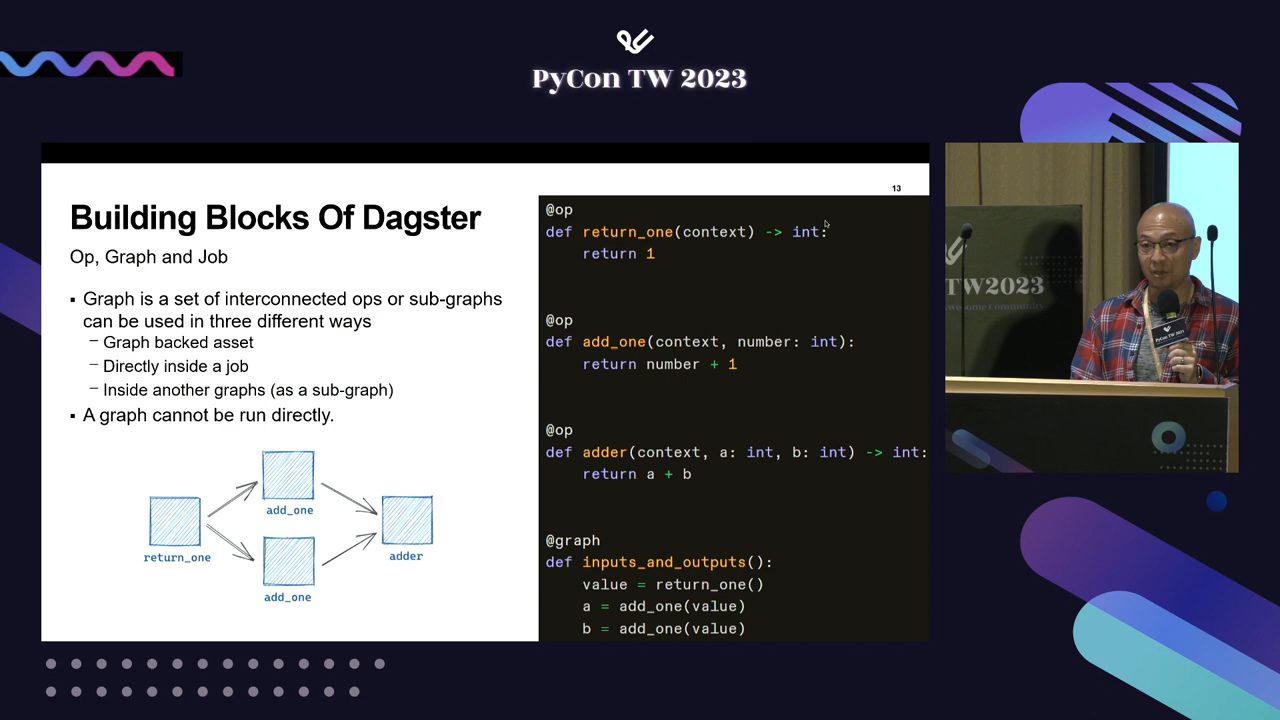 PyCon TW 2023
13
Building Blocks Of Dagster
Op, Graph and Job
▪ Graph is a set of interconnected ops or sub-graphs
can be used in three different ways
– Graph backed asset
– Directly inside a job
– Inside another graphs (as a sub-graph)
▪ A graph cannot be run directly.
return_one
add_one
add_one
adder
@op
def return_one(context) -> int:
return 1
@op
def add_one(context, number: int):
return number + 1
@op
def adder(context, a: int, b: int) -> int:
return a + b
@graph
def inputs_and_outputs():
value = return_one()
a = add_one(value)
b = add_one(value)
TW2023
Community
PyCon TW 2023